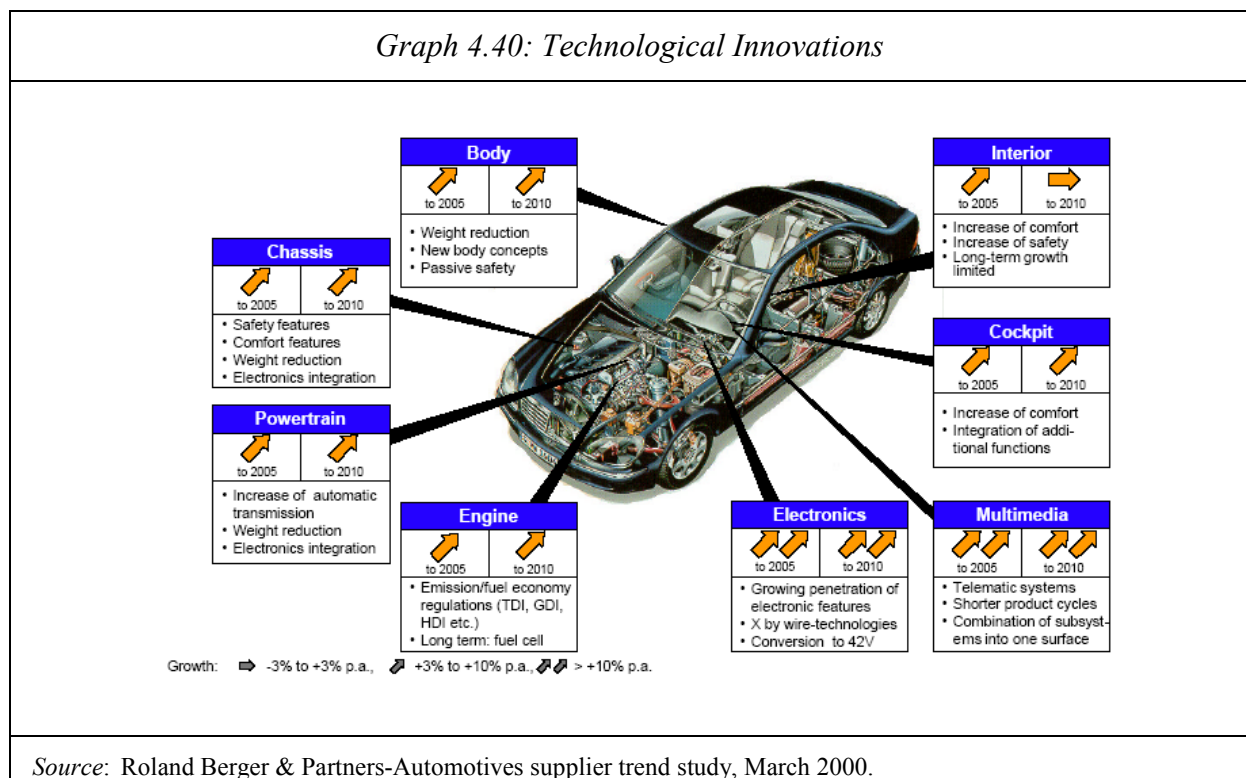 Graph 4.40: Technological Innovations
Body
to 2005 to 2010
• Weight reduction
• New body concepts
• Passive safety
Interior
to 2005 to 2010
• Increase of comfort
• Increase of safety
• Long-term growth
limited
Chassis
to 2005 to 2010
• Safety features
• Comfort features
• Weight reduction
• Electronics integration
Cockpit
to 2005 to 2010
• Increase of comfort
• Integration of addi-
tional functions
Powertrain
to 2005 to 2010
• Increase of automatic
transmission
• Weight reduction
• Electronics integration
Engine
to 2005 to 2010
• Emission/fuel economy
regulations (TDI, GDI,
HDI etc.)
• Long term: fuel cell
Electronics
to 2005 to 2010
• Growing penetration of
electronic features
• X by wire-technologies
• Conversion to 42V
Multimedia
to 2005 to 2010
• Telematic systems
• Shorter product cycles
• Combination of subsyst-
ems into one surface
Growth: -3% to +3% p.a., +3% to +10% p.a., > +10% p.a.
Source: Roland Berger & Partners-Automotives supplier trend study, March 2000.